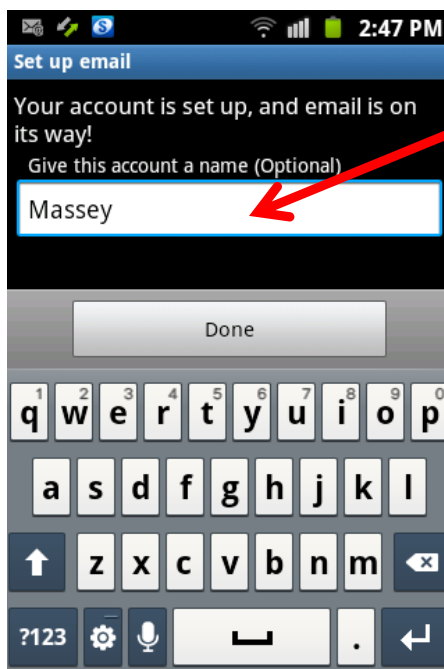 2:47 PM
Set up email
Your account is set up, and email is on
its way!
Give this account a name (Optional)
Massey
Done
1 2 3 4 5 6 7 8 9 0
q w e r t y u i o p
a s d f g h j k l
z x c v b n m
?123 .